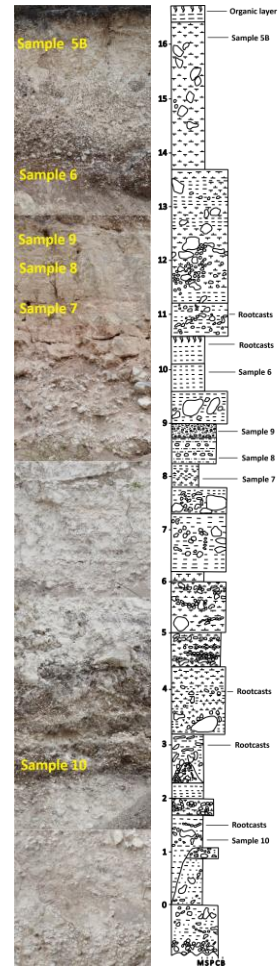 Sample 5B
Sample 6
Sample 9
Sample 8
Sample 7
Sample 10
Organic layer
16
Sample 5B
15
14
13
12
11
Rootcasts
Rootcasts
10
Sample 6
9
Sample 9
Sample 8
8
Sample 7
7
6
5
4
Rootcasts
3
Rootcasts
2
Rootcasts
Sample 10
1
0
MSPCB